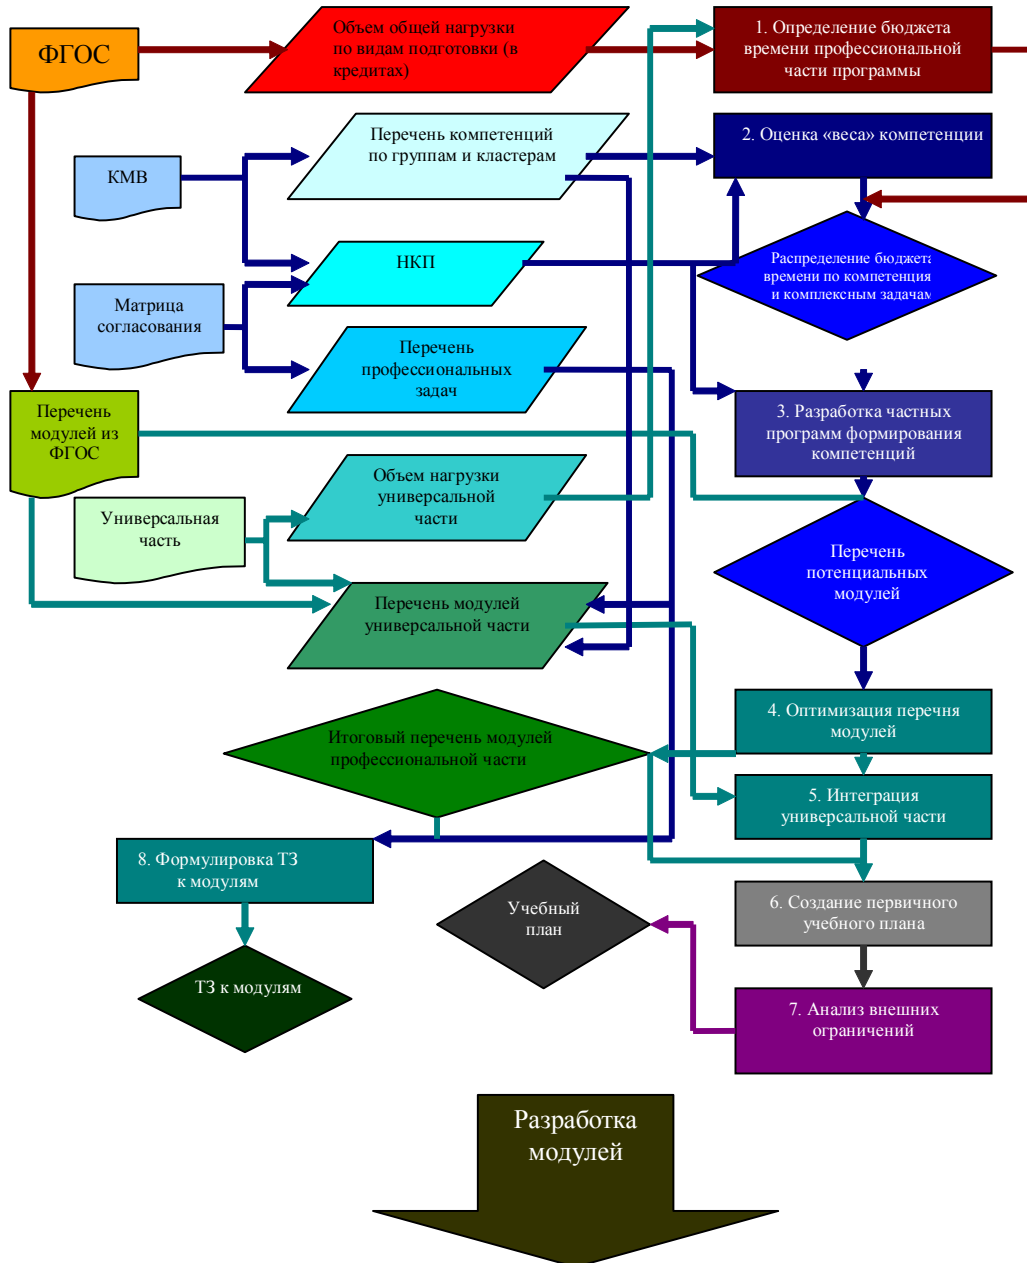 ФГОС
Объем общей нагрузки
по видам подготовки (в
кредитах)
1. Определение бюджета
времени профессиональной
части программы
КМВ
Перечень компетенций
по группам и кластерам
2. Оценка «веса» компетенции
НКП
Распределение бюджета
времени по компетенция
и комплексным задачам
Матрица
согласования
Перечень
профессиональных
задач
Перечень
модулей из
ФГОС
3. Разработка частных
программ формирования
компетенций
Объем нагрузки
универсальной
части
Универсальная
часть
Перечень
потенциальных
модулей
Перечень модулей
универсальной части
4. Оптимизация перечня
модулей
Итоговый перечень модулей
профессиональной части
5. Интеграция
универсальной части
8. Формулировка ТЗ
к модулям
6. Создание первичного
учебного плана
Учебный
план
ТЗ к модулям
7. Анализ внешних
ограничений
Разработка
модулей